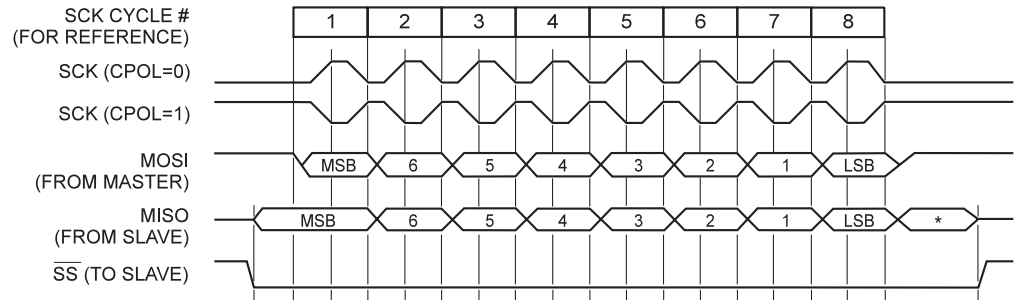 SCK CYCLE #
(FOR REFERENCE)
1 2 3 4 5 6 7 8
SCK (CPOL=0)
SCK (CPOL=1)
MOSI
(FROM MASTER)
MSB 6 5 4 3 2 1 LSB
MISO
(FROM SLAVE)
MSB 6 5 4 3 2 1 LSB *
SS (TO SLAVE)